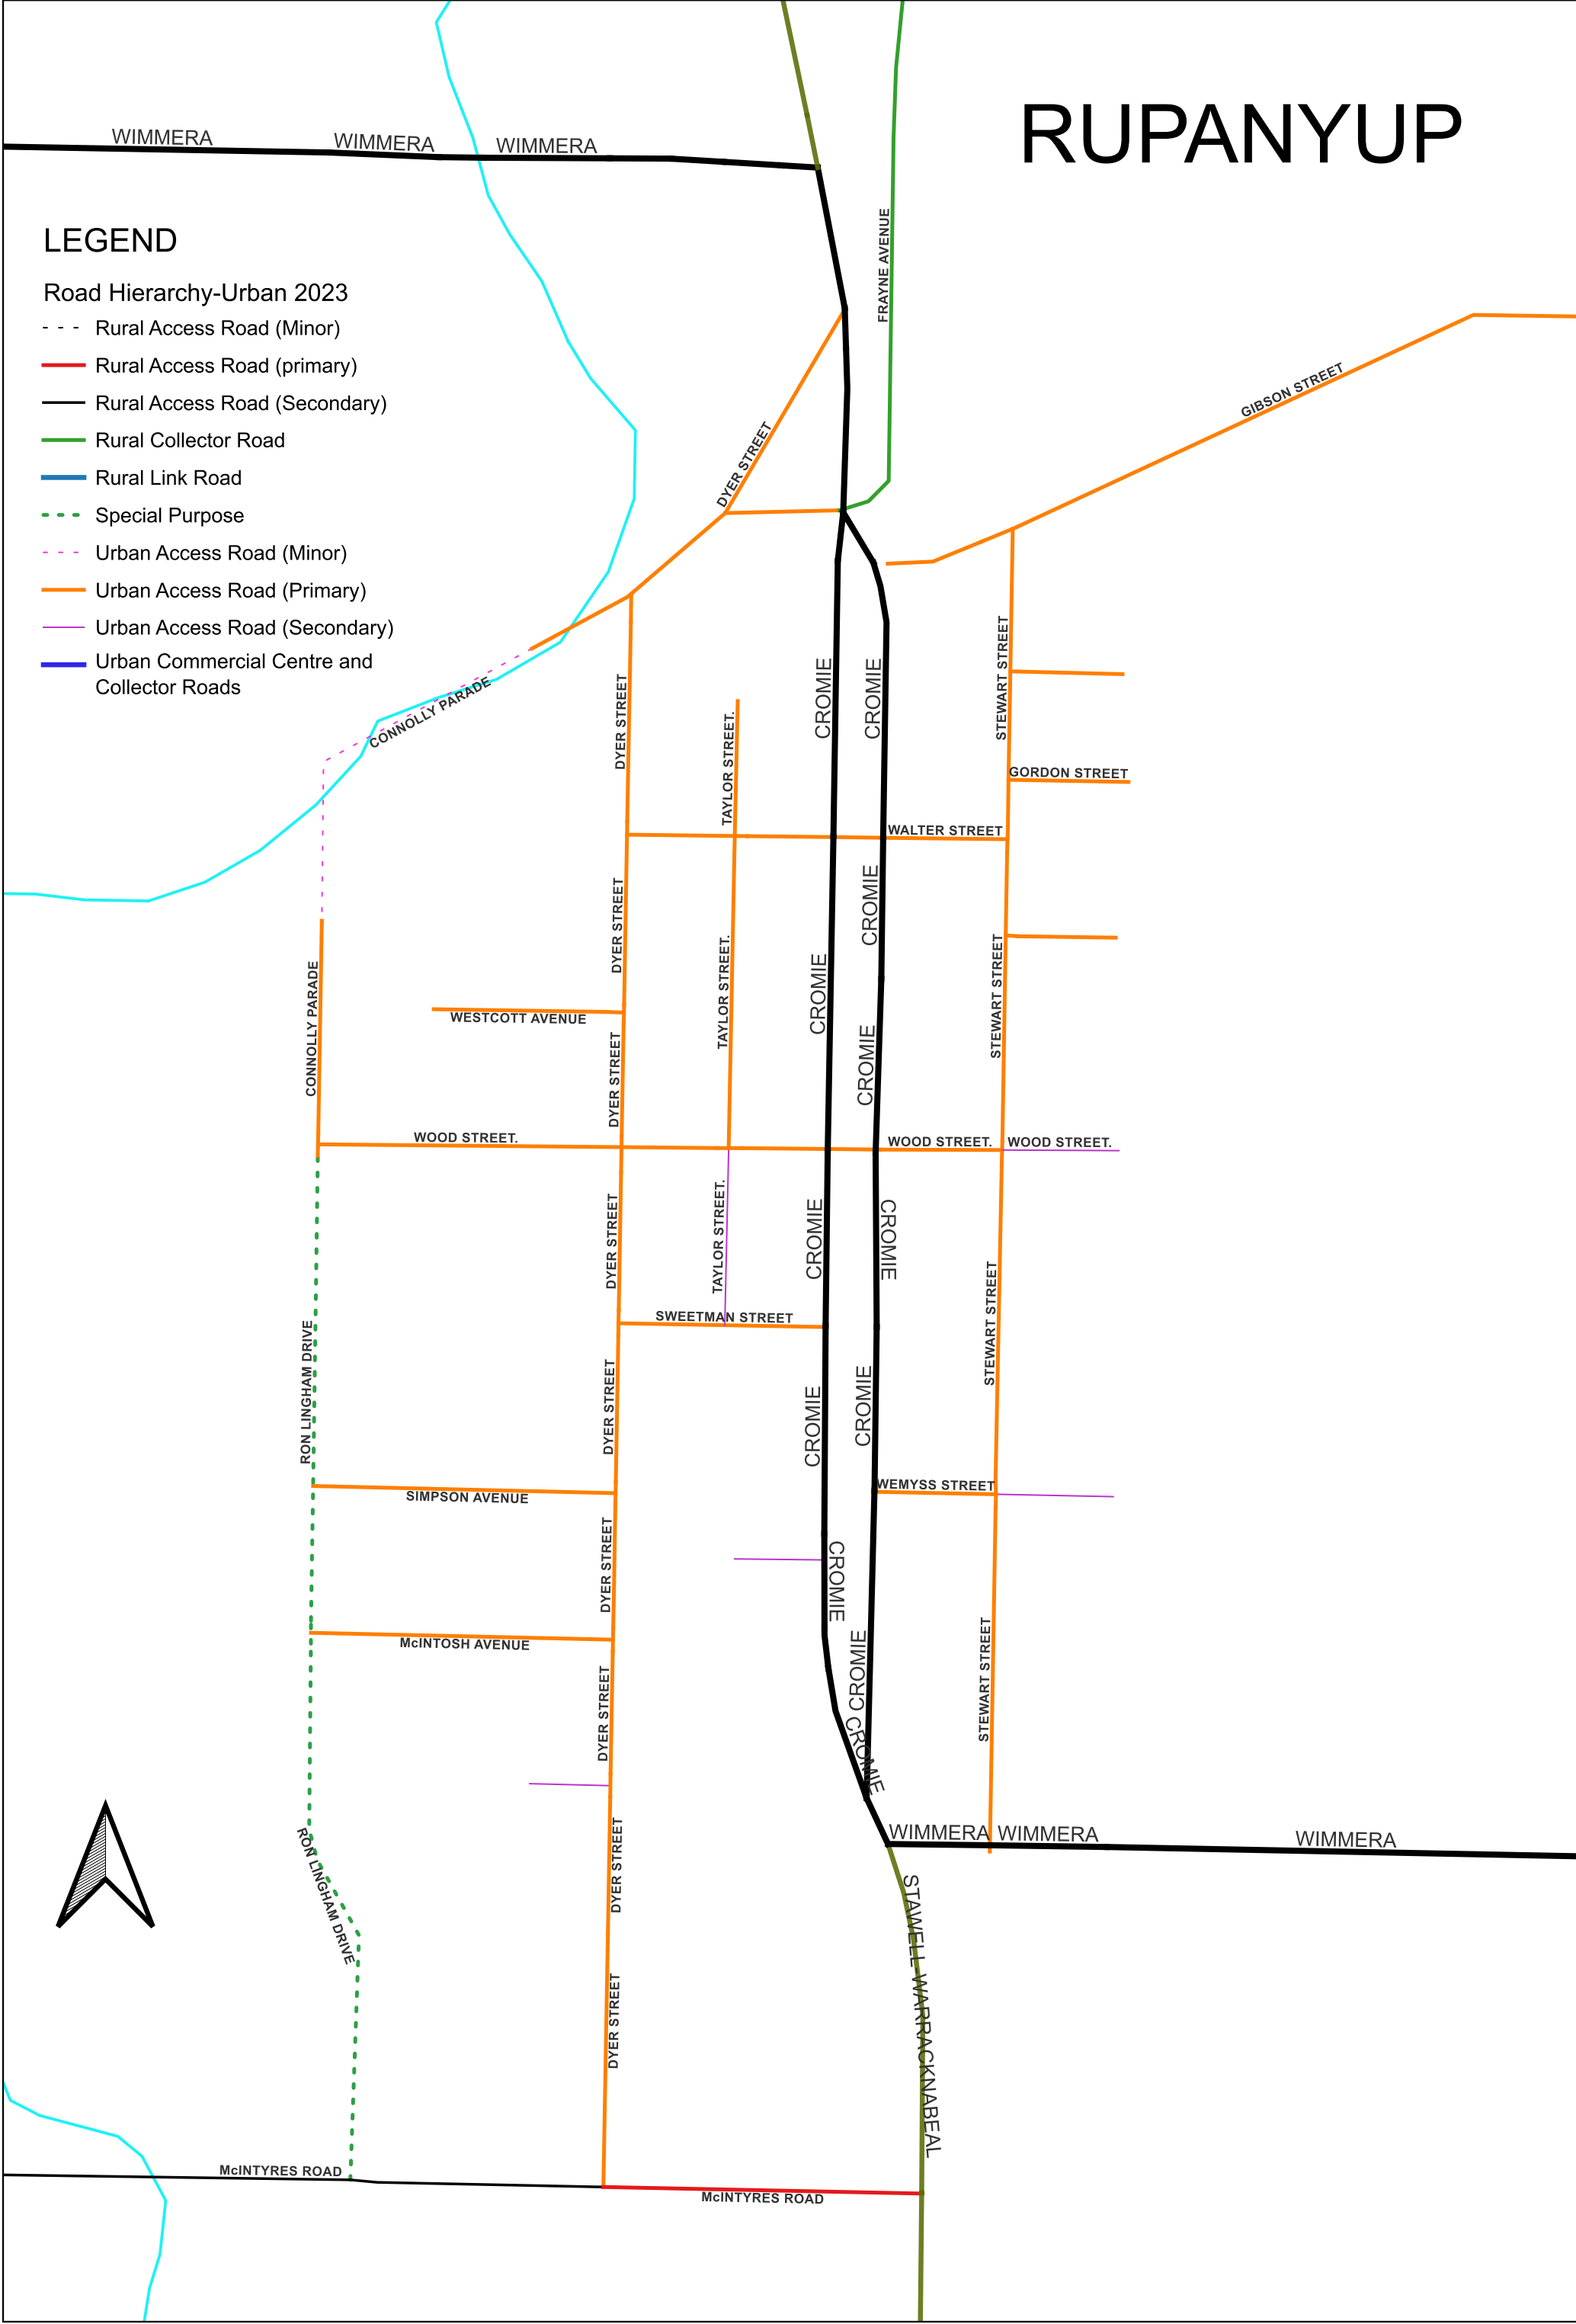 RUPANYUP
WIMMERA
WIMMERA
WIMMERA
LEGEND
Road Hierarchy-Urban 2023
Rural Access Road (Minor)
Rural Access Road (primary)
Rural Access Road (Secondary)
Rural Collector Road
Rural Link Road
Special Purpose
Urban Access Road (Minor)
Urban Access Road (Primary)
Urban Access Road (Secondary)
Urban Commercial Centre and
Collector Roads
FRAYNE AVENUE
GIBSON STREET
DYER STREET
CONNOLLY PARADE
DYER STREET
TAYLOR STREET.
CROMIE
CROMIE
STEWART STREET
GORDON STREET
WALTER STREET
DYER STREET
TAYLOR STREET.
CROMIE
CROMIE
STEWART STREET
CONNOLLY PARADE
WESTCOTT AVENUE
DYER STREET
CROMIE
WOOD STREET.
WOOD STREET.
WOOD STREET.
DYER STREET
TAYLOR STREET.
CROMIE
CROMIE
STEWART STREET
SWEETMAN STREET
RON LINGHAM DRIVE
DYER STREET
CROMIE
CROMIE
SIMPSON AVENUE
WEMYSS STREET
DYER STREET
CROMIE
McINTOSH AVENUE
DYER STREET
CROMIE
CROMIE
STEWART STREET
WIMMERA
WIMMERA
WIMMERA
RON LINGHAM DRIVE
DYER STREET
STAWELL-WARRACKNABEAL
DYER STREET
McINTYRES ROAD
McINTYRES ROAD